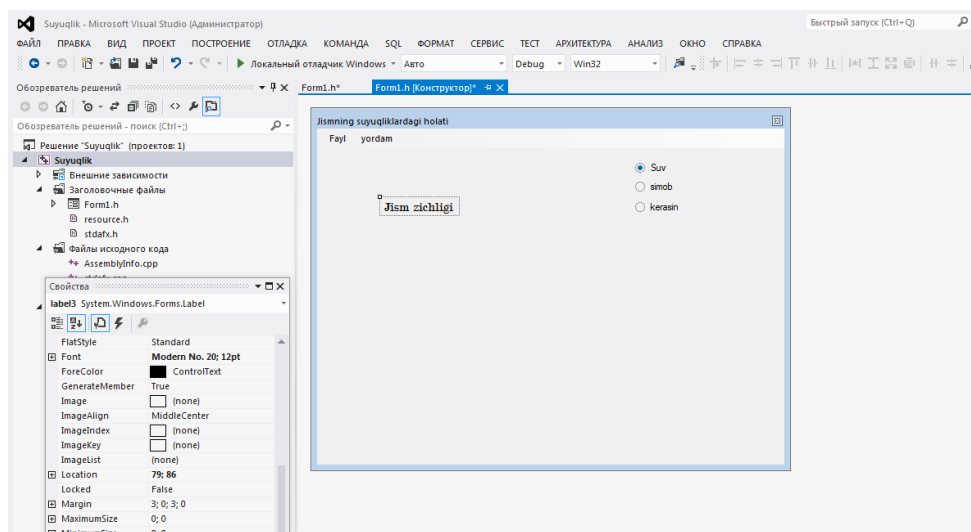 Suyuqlik - Microsoft Visual Studio (Администратор)
Быстрый запуск (Ctrl+Q)
ФАЙЛ ПРАВКА ВИД ПРОЕКТ ПОСТРОЕНИЕ ОТЛАДКА КОМАНДА SQL ФОРМАТ СЕРВИС ТЕСТ АРХИТЕКТУРА АНАЛИЗ ОКНО СПРАВКА
Локальный отладчик Windows Авто Debug Win32
Обозреватель решений
Form1.h* Form1.h [Конструктор]*
Обозреватель решений - поиск (Ctrl+;)
Решение "Suyuqlik" (проектов: 1)
Suyuqlik
Внешние зависимости
Заголовочные файлы
Form1.h
resource.h
stdafx.h
Файлы исходного кода
AssemblyInfo.cpp
Jismning suyuqliklardagi holati
Fayl yordam
Suv
simob
kerasin
Jism zichligi
Свойства
label3 System.Windows.Forms.Label
FlatStyle Standard
Font Modern No. 20; 12pt
ForeColor ControlText
GenerateMember True
Image (none)
ImageAlign MiddleCenter
ImageIndex (none)
ImageKey (none)
ImageList (none)
Location 79; 86
Locked False
Margin 3; 0; 3; 0
MaximumSize 0; 0